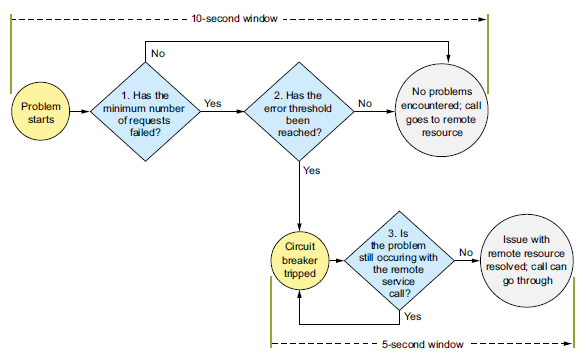 10-second window
No
Problem
starts
1. Has the
minimum number
of requests
failed?
Yes
2. Has the
error threshold
been
reached?
No
No problems
encountered; call
goes to remote
resource
Yes
Circuit
breaker
tripped
3. Is
the problem
still occuring with
the remote
service
call?
No
Issue with
remote resource
resolved; call can
go through
Yes
5-second window